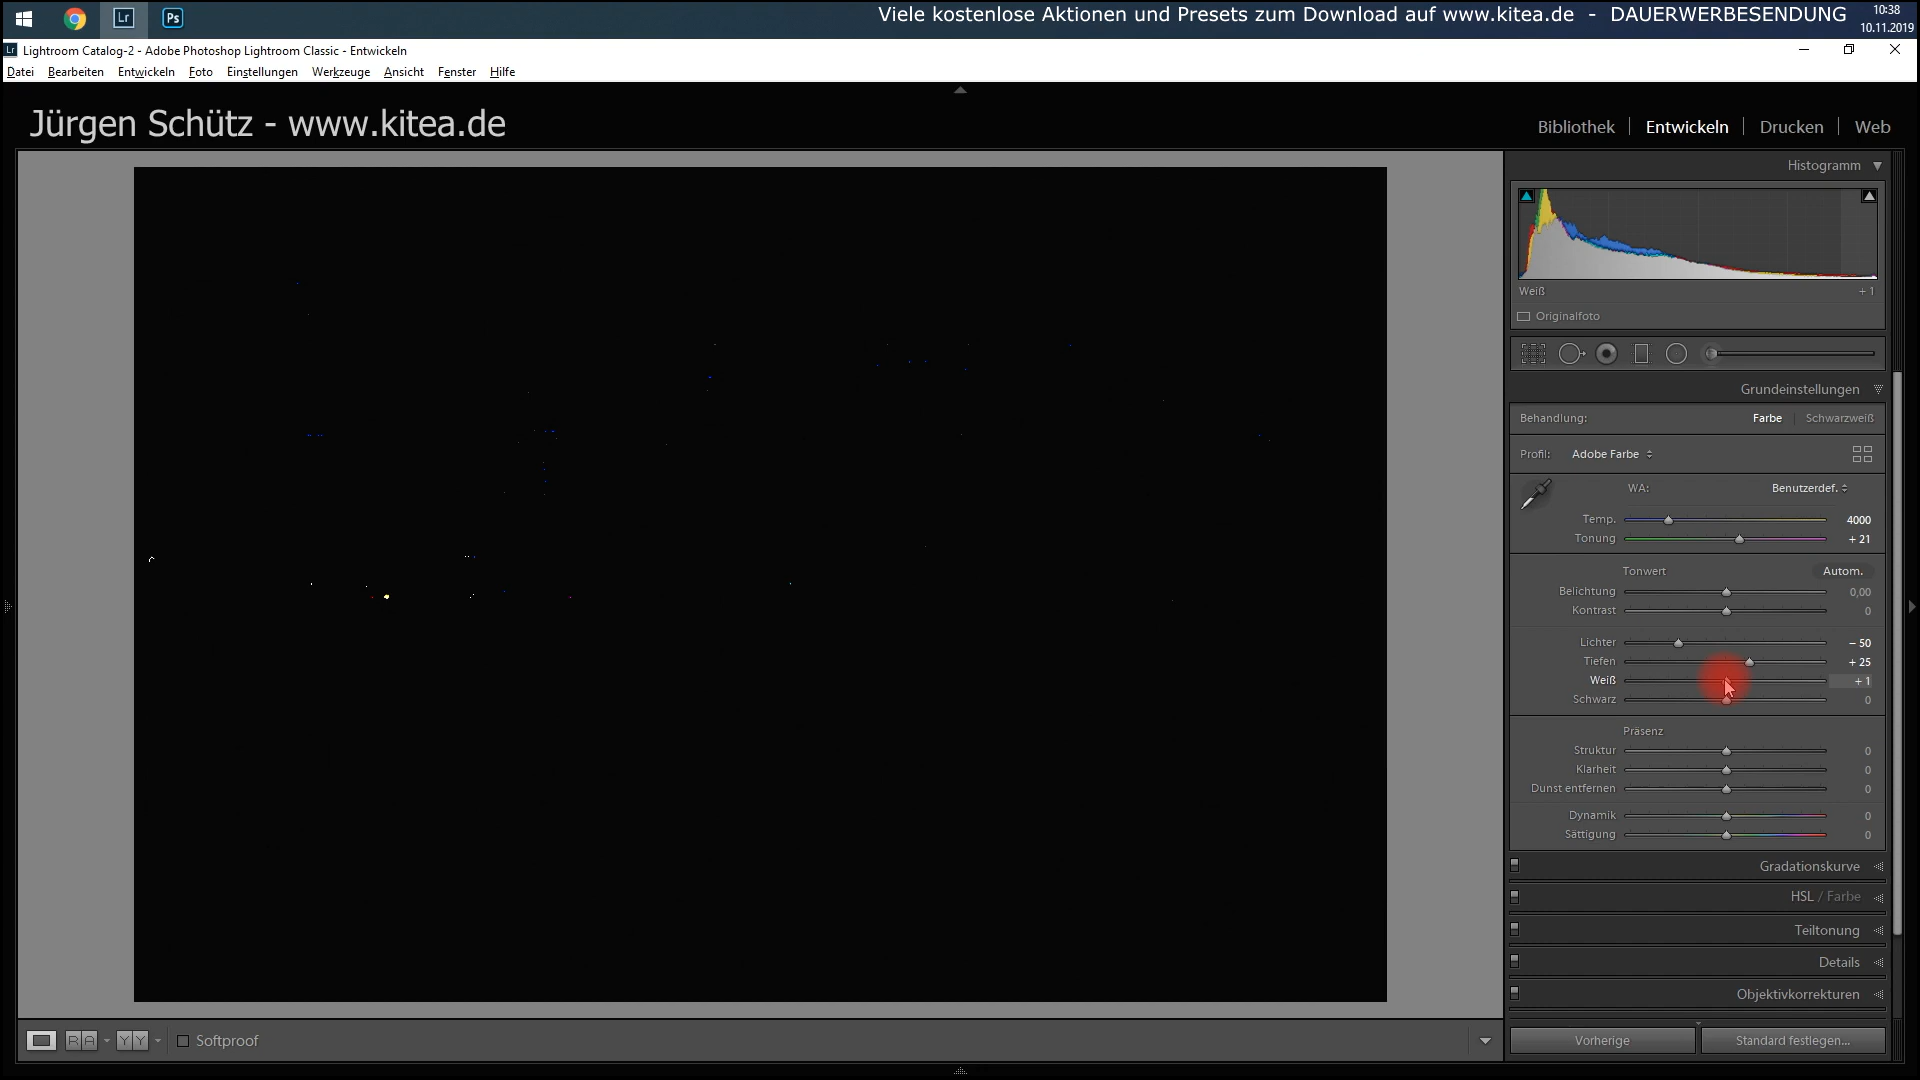 Lr
Ps
Viele kostenlose Aktionen und Presets zum Download auf www.kitea.de - DAUERWERBESENDUNG
10:38
10.11.2019
Lr Lightroom Catalog-2 - Adobe Photoshop Lightroom Classic - Entwickeln
Datei Bearbeiten Entwickeln Foto Einstellungen Werkzeuge Ansicht Fenster Hilfe
Jürgen Schütz - www.kitea.de
Bibliothek | Entwickeln | Drucken | Web
Histogramm
Weiß + 1
Originalfoto
Grundeinstellungen
Behandlung: Farbe | Schwarzweiß
Profil: Adobe Farbe
WA: Benutzerdef.
Temp. 4000
Tonung + 21
Tonwert Autom.
Belichtung 0,00
Kontrast 0
Lichter - 50
Tiefen + 25
Weiß + 1
Schwarz 0
Präsenz
Struktur 0
Klarheit 0
Dunst entfernen 0
Dynamik 0
Sättigung 0
Gradationskurve
HSL / Farbe
Teiltonung
Details
Objektivkorrekturen
R A Y Y Softproof
Vorherige Standard festlegen...